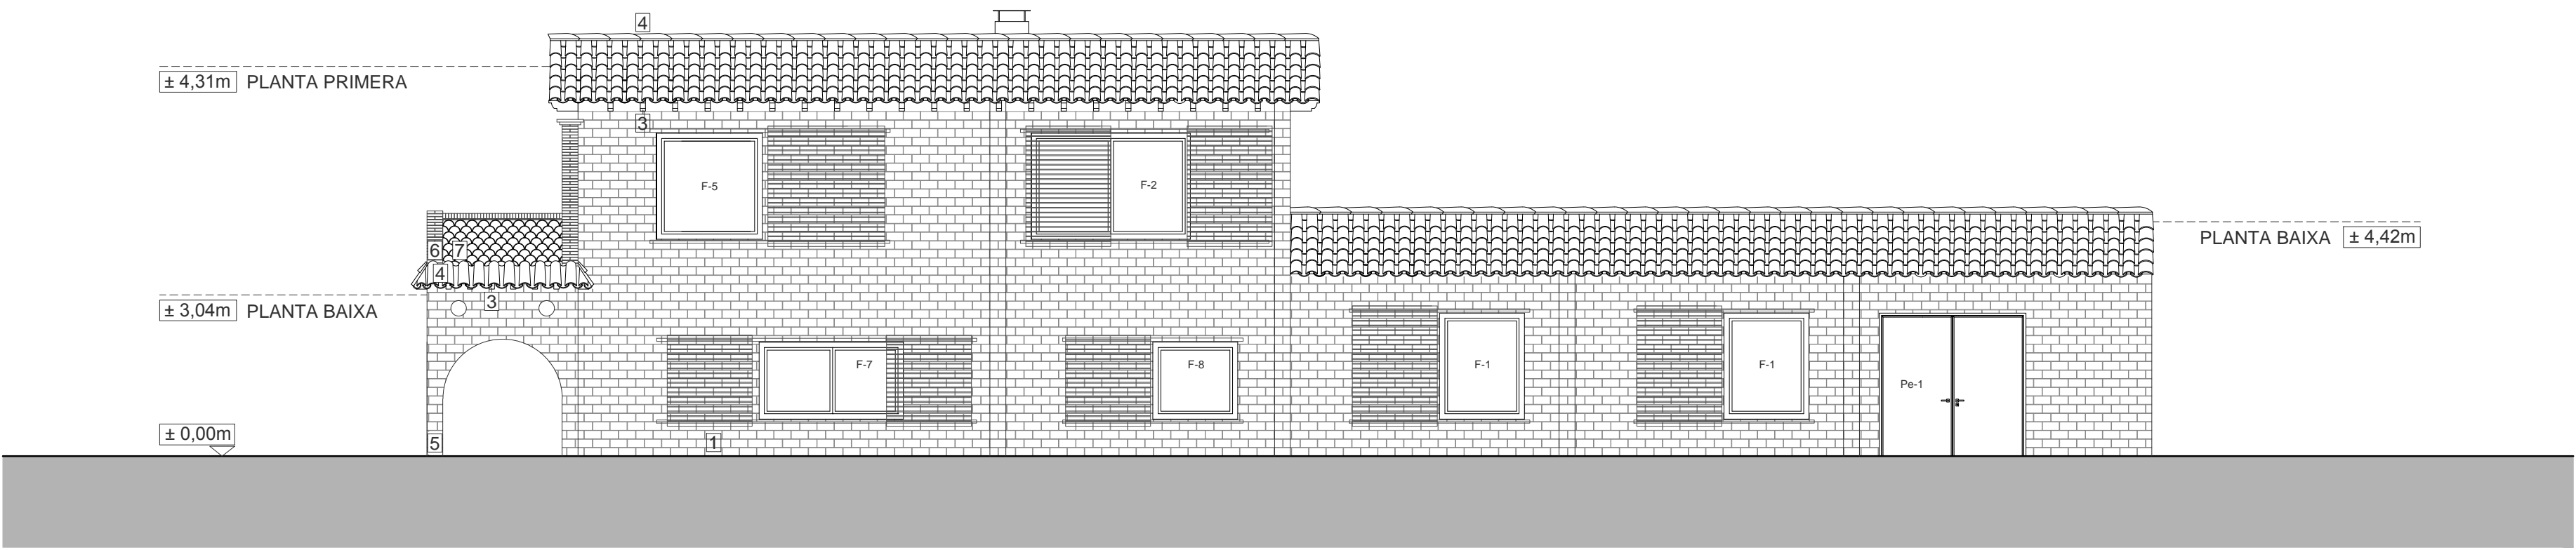 4
± 4,31m PLANTA PRIMERA
3
F-5
F-2
6 7
PLANTA BAIXA ± 4,42m
4
3
± 3,04m PLANTA BAIXA
F-7
F-8
F-1
F-1
Pe-1
± 0,00m
5
1